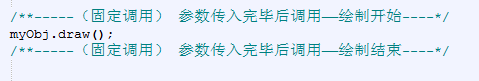 /**-----（固定调用） 参数传入完毕后调用—绘制开始----*/
myObj.draw();
/**-----（固定调用） 参数传入完毕后调用—绘制结束----*/